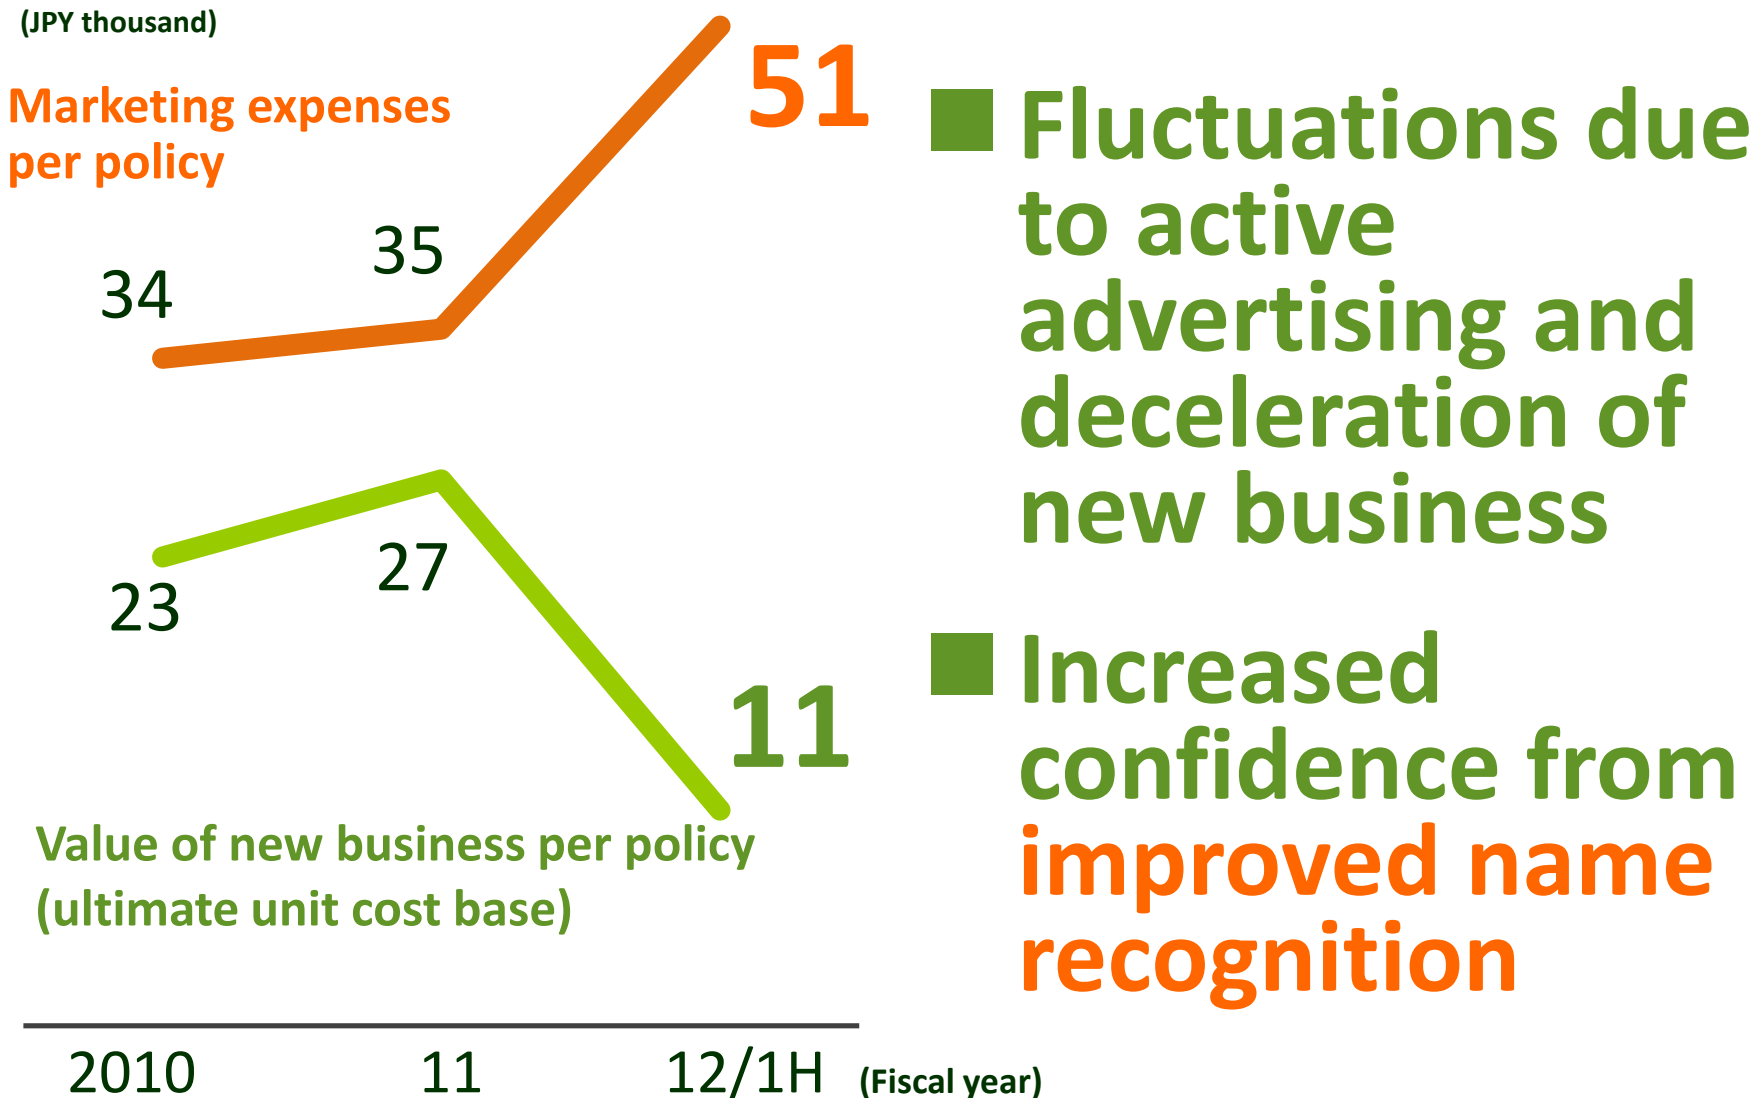 (JPY thousand)
Marketing expenses
per policy
34
35
51
23
27
11
Value of new business per policy
(ultimate unit cost base)
2010
11
12/1H
(Fiscal year)
Fluctuations due
to active
advertising and
deceleration of
new business
Increased
confidence from
improved name
recognition